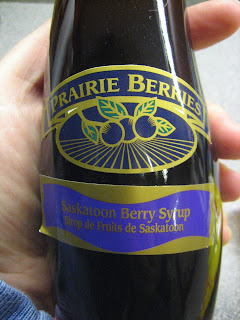 PRAIRIE BERRIES
Saskatoon Berry Syrup
Sirop de Fruits de Saskatoon